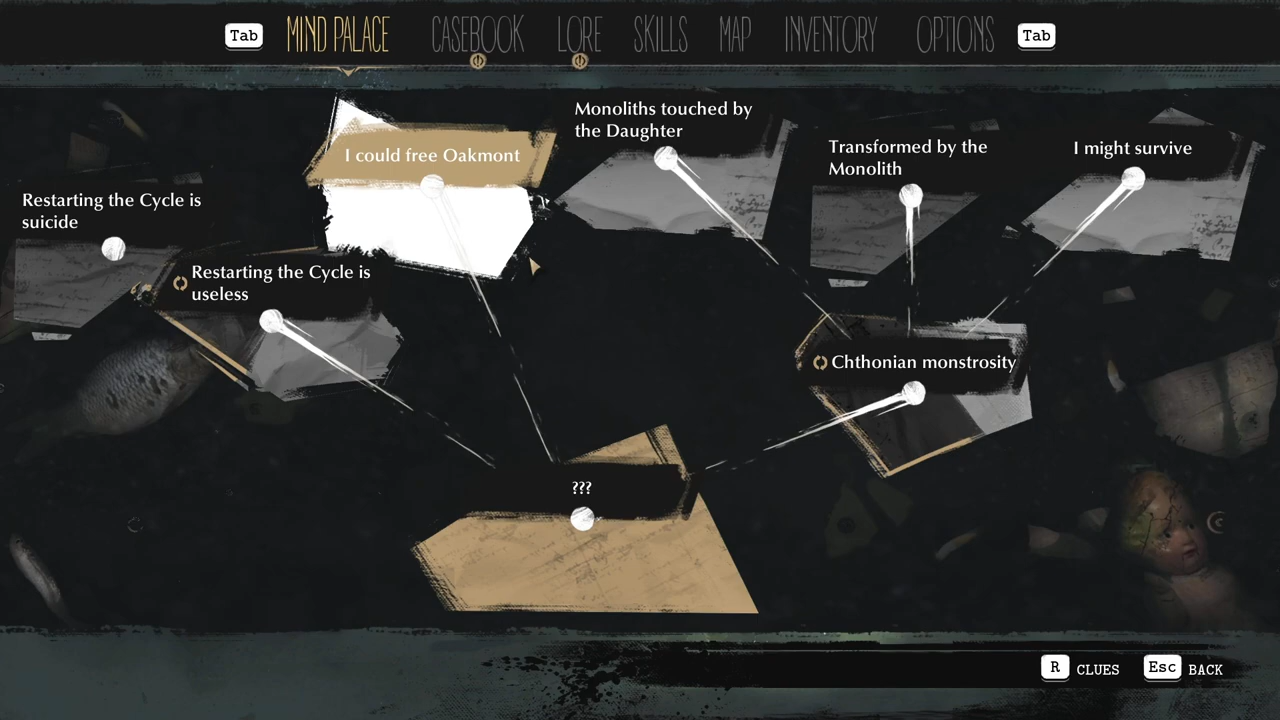 Tab MIND PALACE CASEBOOK LORE SKILLS MAP INVENTORY OPTIONS Tab
Monoliths touched by
the Daughter
I could free Oakmont
Transformed by the
Monolith
I might survive
Restarting the Cycle is
suicide
Restarting the Cycle is
useless
Chthonian monstrosity
???
R CLUES Esc BACK